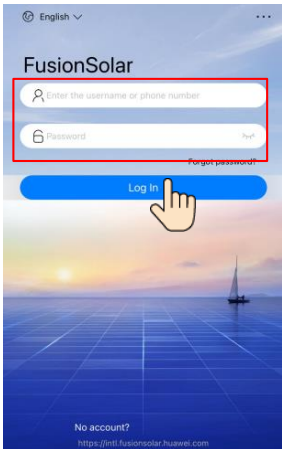 English
FusionSolar
Enter the username or phone number
Password
Forgot password?
Log In
No account?
https://intl.fusionsolar.huawei.com